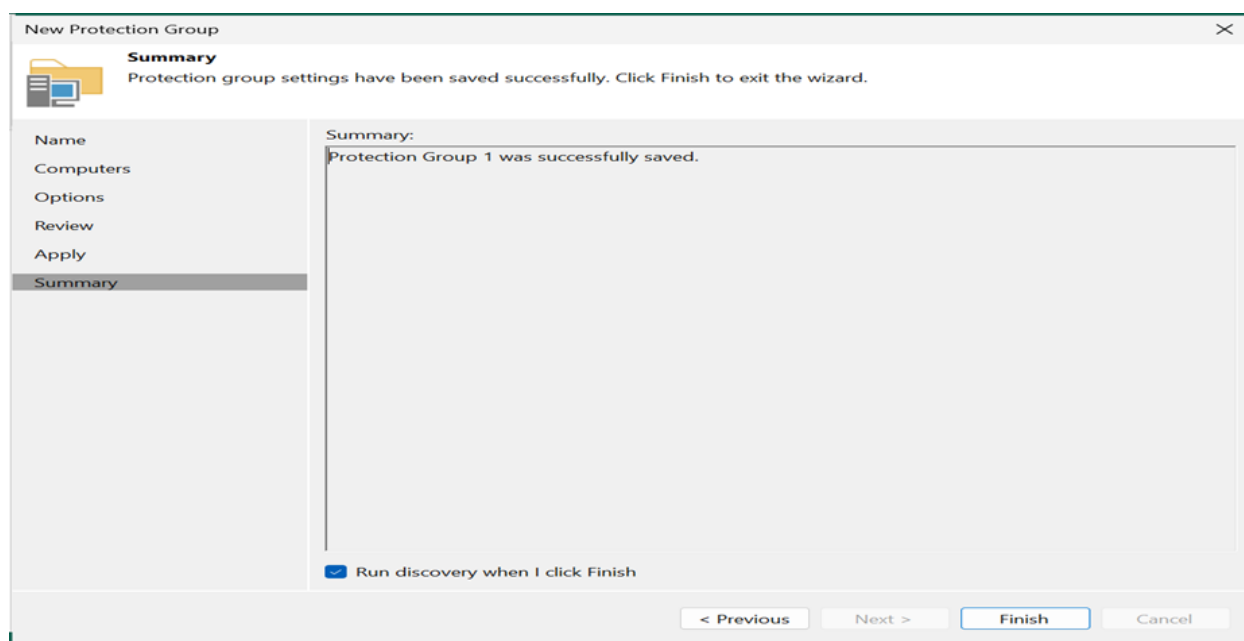 New Protection Group
Summary
Protection group settings have been saved successfully. Click Finish to exit the wizard.
Name
Computers
Options
Review
Apply
Summary
Summary:
Protection Group 1 was successfully saved.
Run discovery when I click Finish
< Previous
Next >
Finish
Cancel